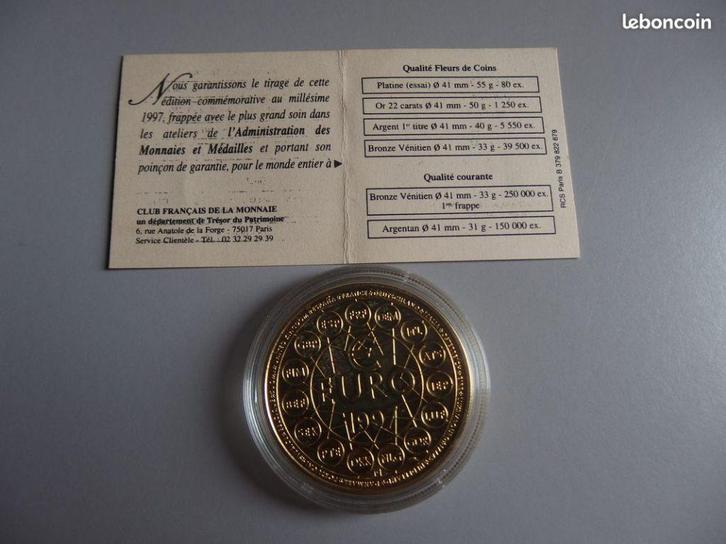 leboncoin
Nous garantissons le tirage de cette
édition commémorative au millésime
1997, frappée avec le plus grand soin dans
les ateliers de l'Administration des
Monnaies et Médailles et portant son
poinçon de garantie, pour le monde entier à ▶
CLUB FRANÇAIS DE LA MONNAIE
un département de Trésor du Patrimoine
6, rue Anatole de la Forge - 75017 Paris
Service Clientèle - Tél. : 02 32 29 29 39
Qualité Fleurs de Coins
Platine (essai) Ø 41 mm - 55 g - 80 ex.
Or 22 carats Ø 41 mm - 50 g - 1 250 ex.
Argent 1er titre Ø 41 mm - 40 g - 5 550 ex.
Bronze Vénitien Ø 41 mm - 33 g - 39 500 ex.
Qualité courante
Bronze Vénitien Ø 41 mm - 33 g - 250 000 ex.
1re frappe
Argentan Ø 41 mm - 31 g - 150 000 ex.
RCS Paris B 379 822 679
EURO
1997